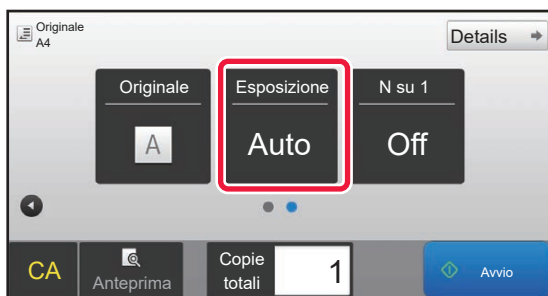 Originale
A4
Details
Originale
Esposizione
N su 1
A
Auto
Off
CA
Anteprima
Copie
totali
1
Avvio